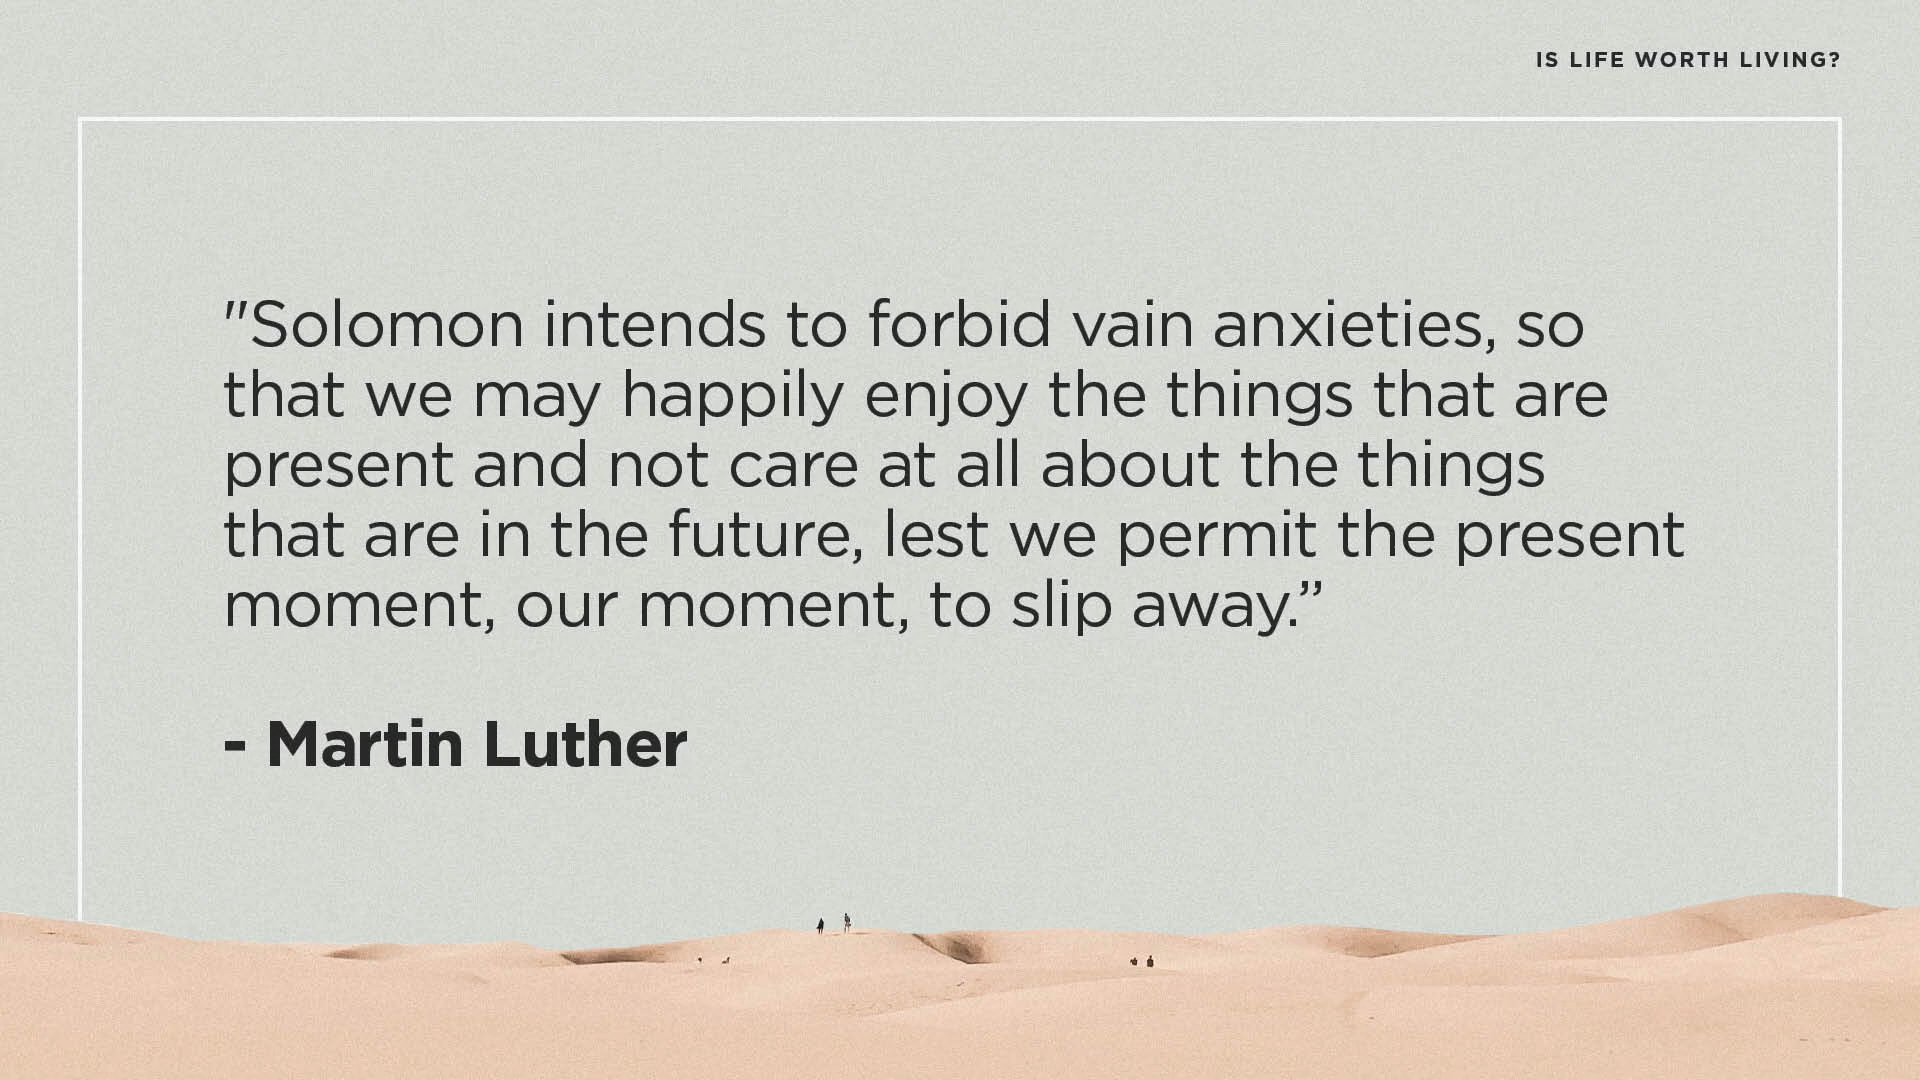 IS LIFE WORTH LIVING?
"Solomon intends to forbid vain anxieties, so
that we may happily enjoy the things that are
present and not care at all about the things
that are in the future, lest we permit the present
moment, our moment, to slip away.”
- Martin Luther